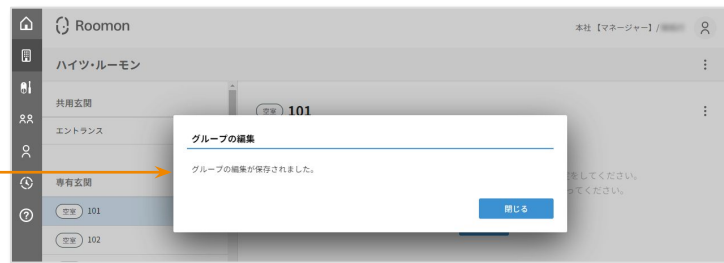 Roomon
本社【マネージャー】/
ハイツ・ルーモン
共用玄関
エントランス
空室 101
グループの編集
グループの編集が保存されました。
をしてください。
ってください。
閉じる
専有玄関
空室 101
空室 102